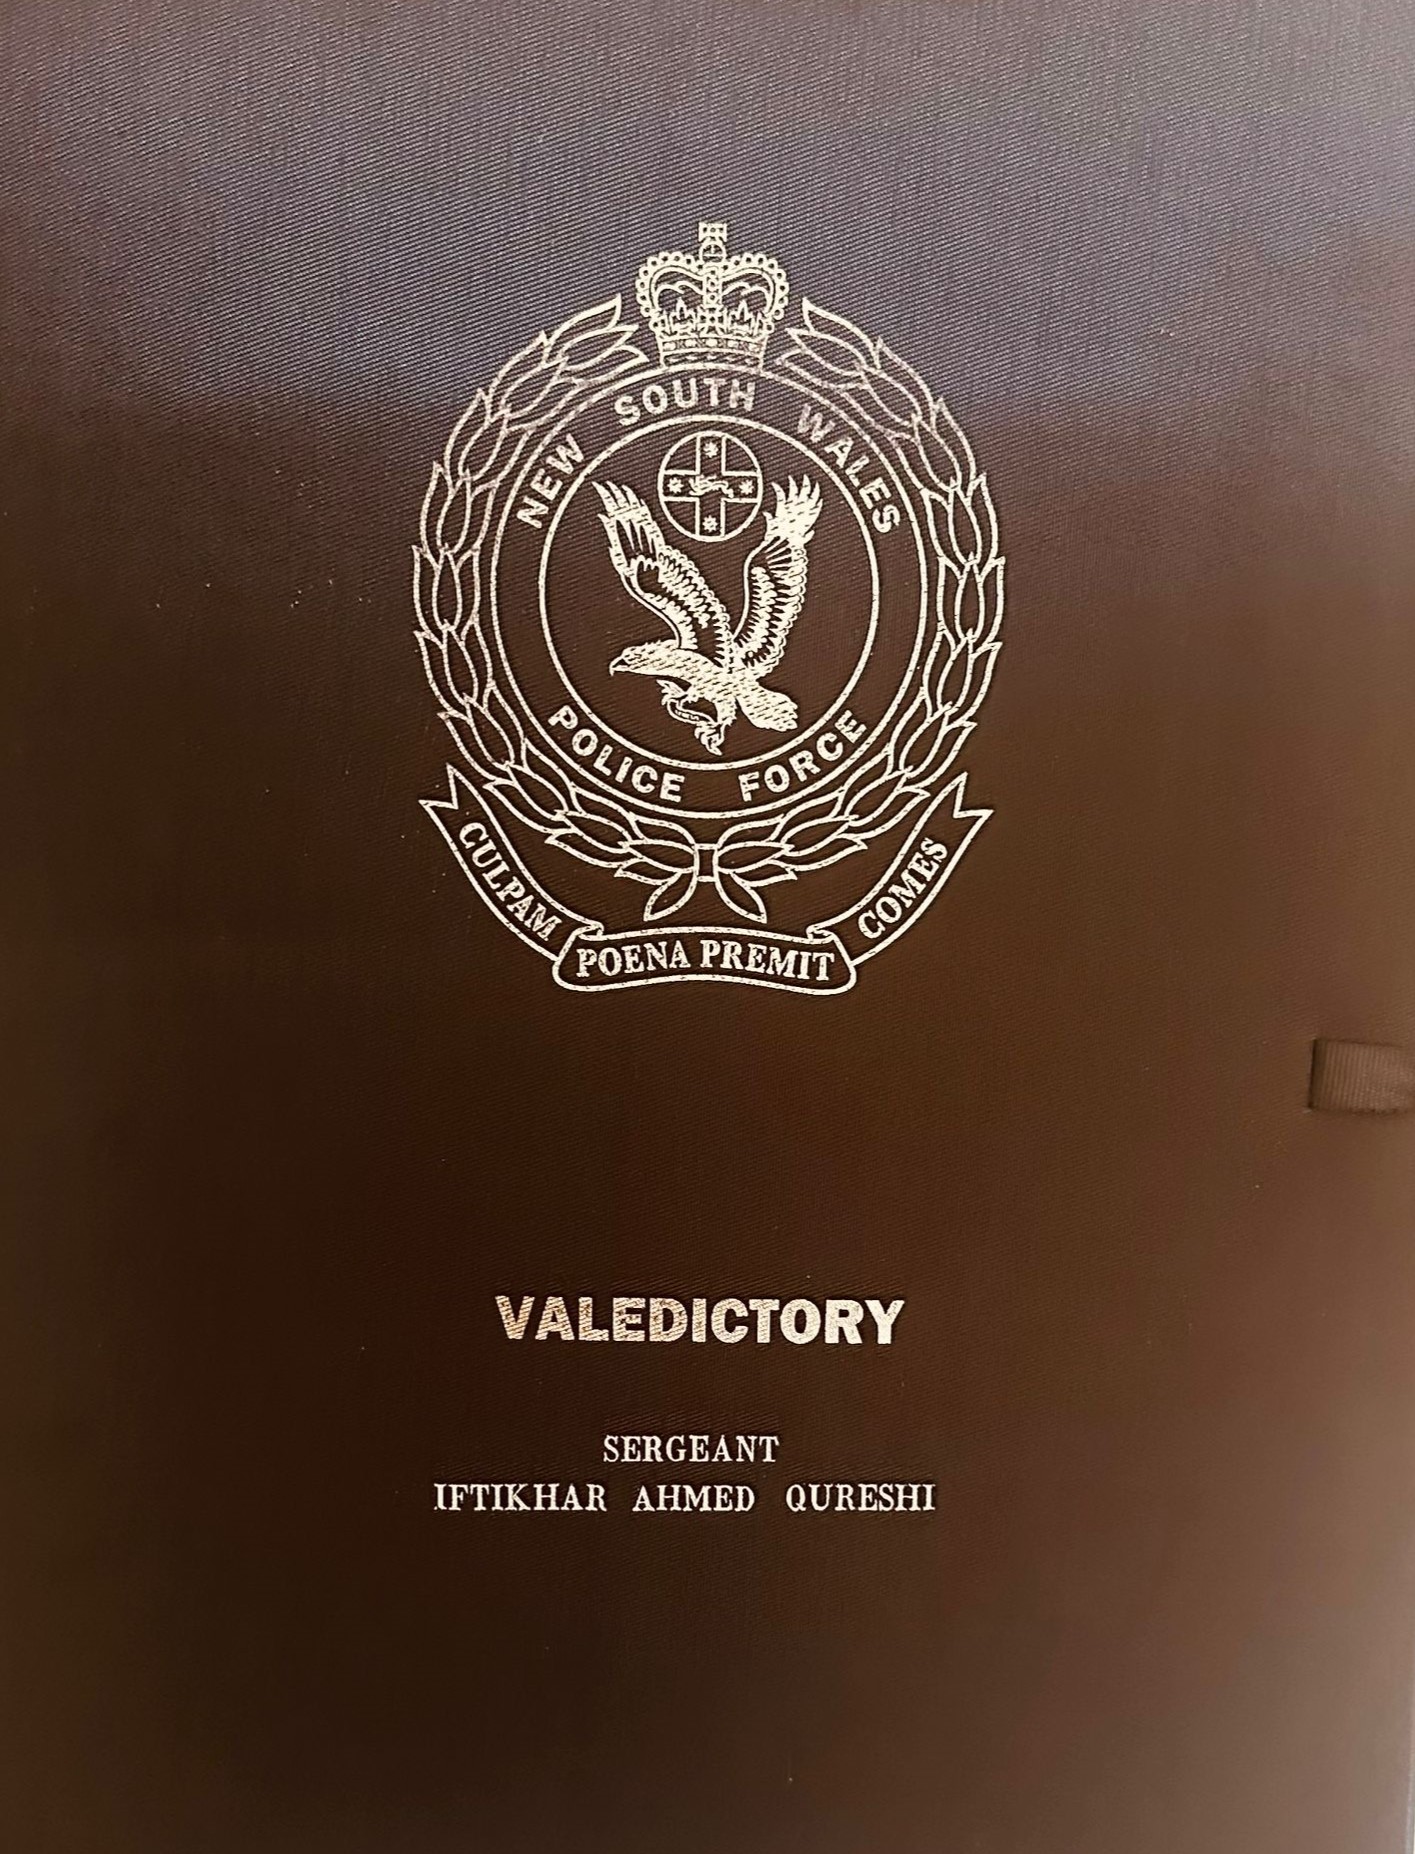 NEW SOUTH WALES
POLICE FORCE
CULPAM POENA PREMIT COMES
VALEDICTORY
SERGEANT
IFTIKHAR AHMED QURESHI